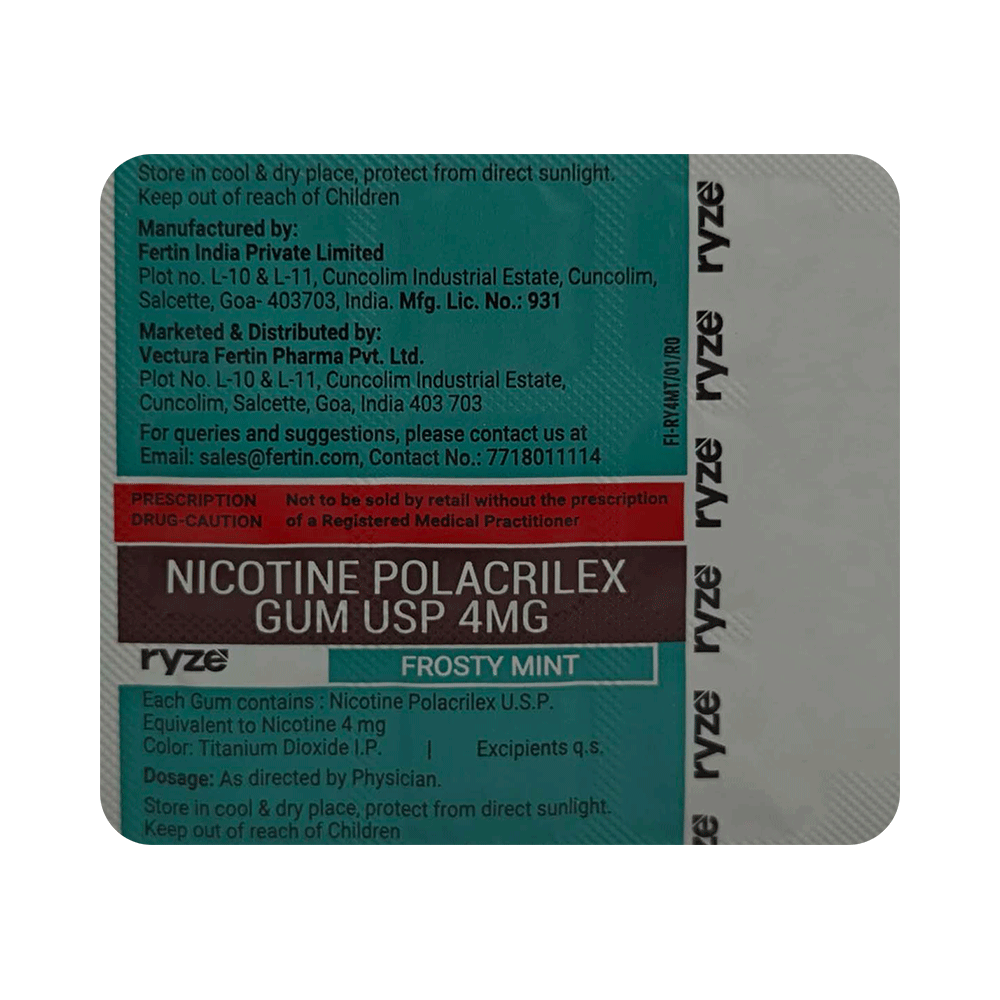 Store in cool & dry place, protect from direct sunlight.
Keep out of reach of Children
Manufactured by:
Fertin India Private Limited
Plot no. L-10 & L-11, Cuncolim Industrial Estate, Cuncolim,
Salcette, Goa- 403703, India. Mfg. Lic. No.: 931
Marketed & Distributed by:
Vectura Fertin Pharma Pvt. Ltd.
Plot No. L-10 & L-11, Cuncolim Industrial Estate,
Cuncolim, Salcette, Goa, India 403 703
For queries and suggestions, please contact us at
Email: sales@fertin.com, Contact No.: 7718011114
FI-RY4MT/01/R0
PRESCRIPTION Not to be sold by retail without the prescription
DRUG-CAUTION of a Registered Medical Practitioner
NICOTINE POLACRILEX
GUM USP 4MG
ryze FROSTY MINT
Each Gum contains : Nicotine Polacrilex U.S.P.
Equivalent to Nicotine 4 mg
Color: Titanium Dioxide I.P. | Excipients q.s.
Dosage: As directed by Physician.
Store in cool & dry place, protect from direct sunlight.
Keep out of reach of Children
ryze
ryze
ryze
ryze
ryze
ze